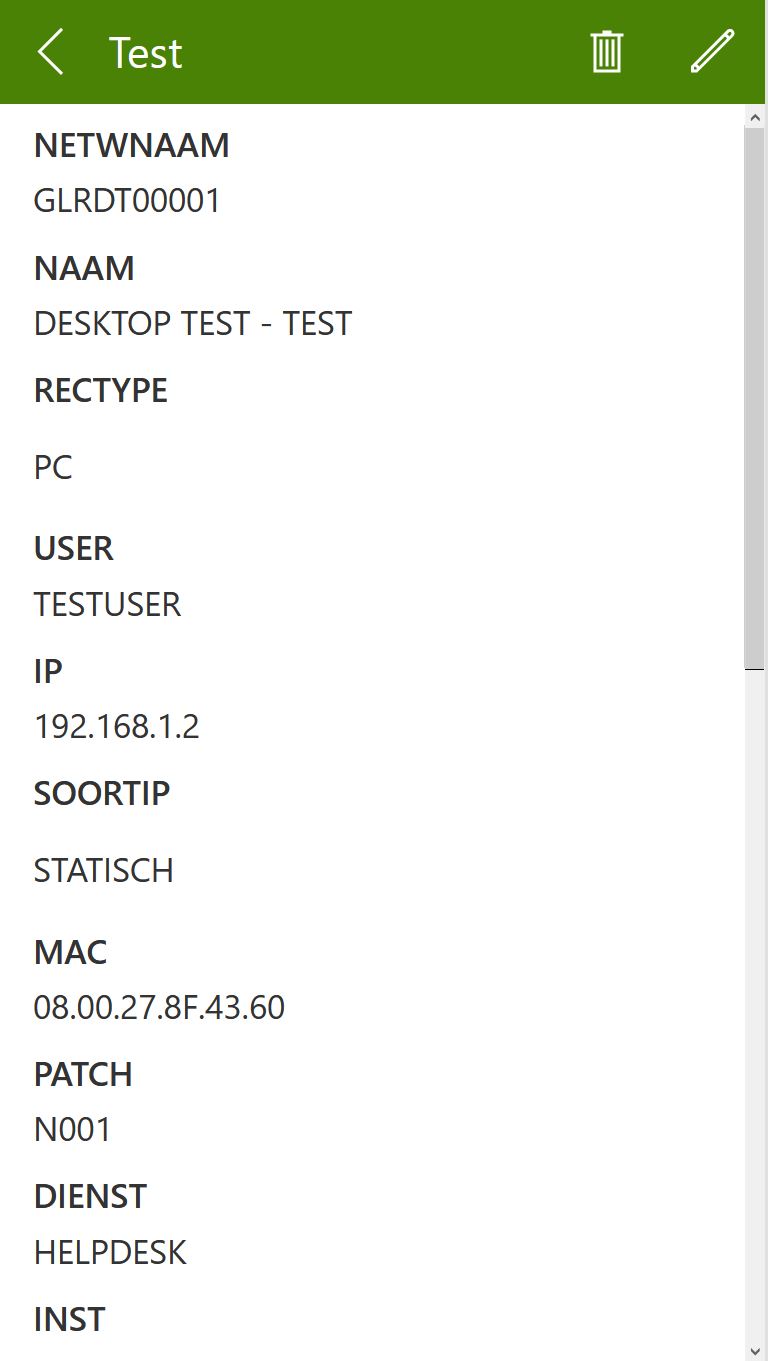 Test
NETWNAAM
GLRDT00001
NAAM
DESKTOP TEST - TEST
RECTYPE
PC
USER
TESTUSER
IP
192.168.1.2
SOORTIP
STATISCH
MAC
08.00.27.8F.43.60
PATCH
N001
DIENST
HELPDESK
INST